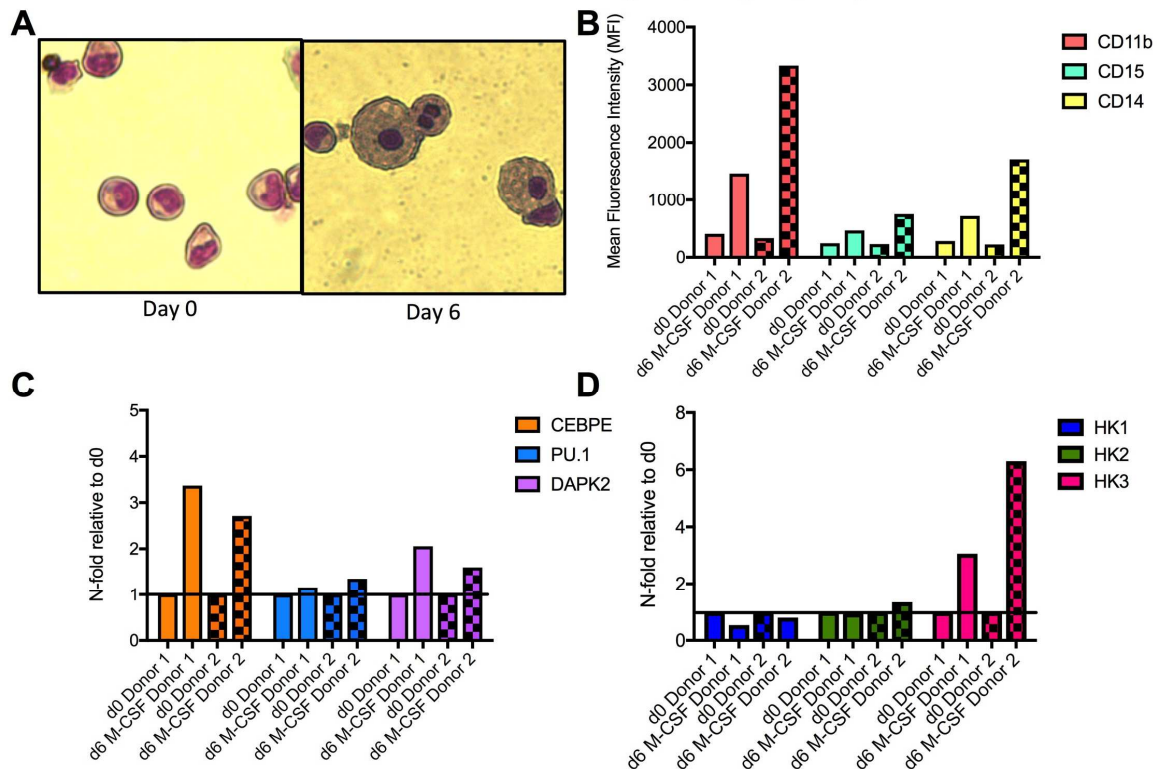 A
Day 0
Day 6
B
Mean Fluorescence Intensity (MFI)
4000
3000
2000
1000
0
d0 Donor 1
d6 M-CSF Donor 1
d0 Donor 2
d6 M-CSF Donor 2
d0 Donor 1
d6 M-CSF Donor 1
d0 Donor 2
d6 M-CSF Donor 2
d0 Donor 1
d6 M-CSF Donor 1
d0 Donor 2
d6 M-CSF Donor 2
CD11b
CD15
CD14
C
N-fold relative to d0
5
4
3
2
1
0
d0 Donor 1
d6 M-CSF Donor 1
d0 Donor 2
d6 M-CSF Donor 2
d0 Donor 1
d6 M-CSF Donor 1
d0 Donor 2
d6 M-CSF Donor 2
d0 Donor 1
d6 M-CSF Donor 1
d0 Donor 2
d6 M-CSF Donor 2
CEBPE
PU.1
DAPK2
D
N-fold relative to d0
8
6
4
2
0
d0 Donor 1
d6 M-CSF Donor 1
d0 Donor 2
d6 M-CSF Donor 2
d0 Donor 1
d6 M-CSF Donor 1
d0 Donor 2
d6 M-CSF Donor 2
d0 Donor 1
d6 M-CSF Donor 1
d0 Donor 2
d6 M-CSF Donor 2
HK1
HK2
HK3